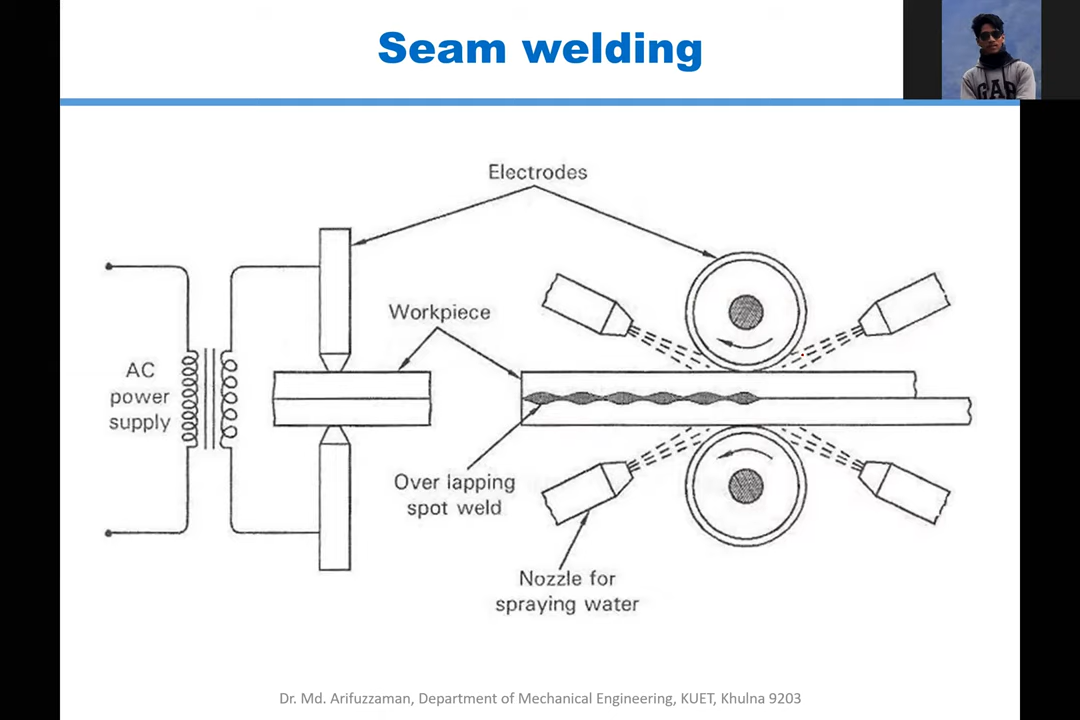 Seam welding
GAP
Electrodes
Workpiece
AC
power
supply
Over lapping
spot weld
Nozzle for
spraying water
Dr. Md. Arifuzzaman, Department of Mechanical Engineering, KUET, Khulna 9203